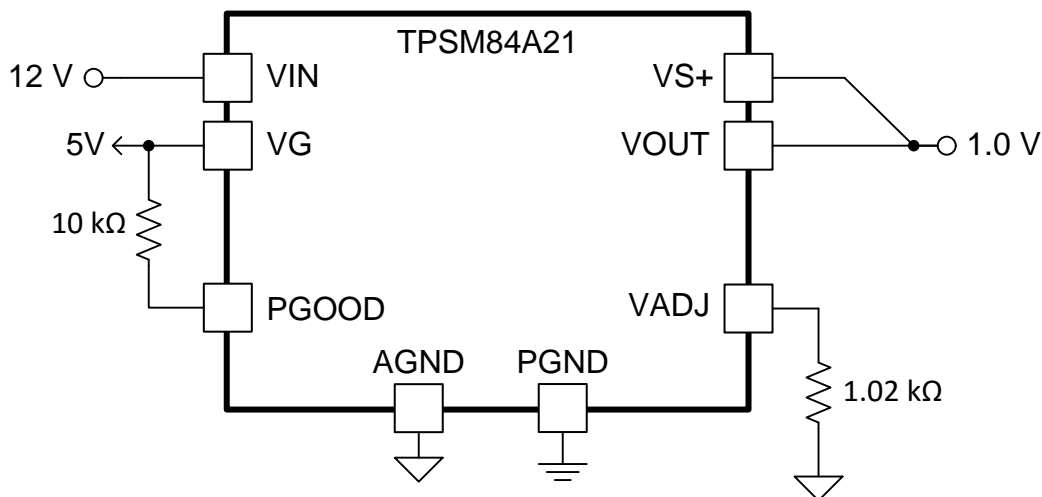 TPSM84A21
12 V
VIN
VS+
5V
VG
VOUT
1.0 V
10 kΩ
PGOOD
VADJ
AGND
PGND
1.02 kΩ